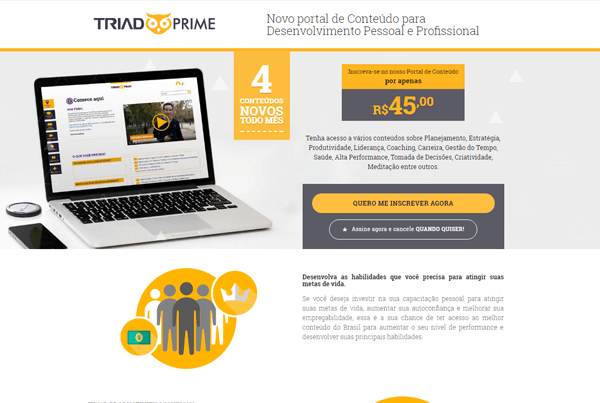 TRIAD PRIME
Novo portal de Conteúdo para
Desenvolvimento Pessoal e Profissional
TRIAD PRIME
Comece aqui
O QUE VOCÊ PRECISA?
4
CONTEÚDOS
NOVOS
TODO MÊS
Inscreva-se no nosso Portal de Conteúdo
por apenas
R$45,00
Tenha acesso a vários conteúdos sobre Planejamento, Estratégia,
Produtividade, Liderança, Coaching, Carreira, Gestão do Tempo,
Saúde, Alta Performance, Tomada de Decisões, Criatividade,
Meditação entre outros.
QUERO ME INSCREVER AGORA
★ Assine agora e cancele QUANDO QUISER!
Desenvolva as habilidades que você precisa para atingir suas
metas de vida.
Se você deseja investir na sua capacitação pessoal para atingir
suas metas de vida, aumentar sua autoconfiança e melhorar sua
empregabilidade, essa é a sua chance de ter acesso ao melhor
conteúdo do Brasil para aumentar o seu nível de performance e
desenvolver suas principais habilidades.